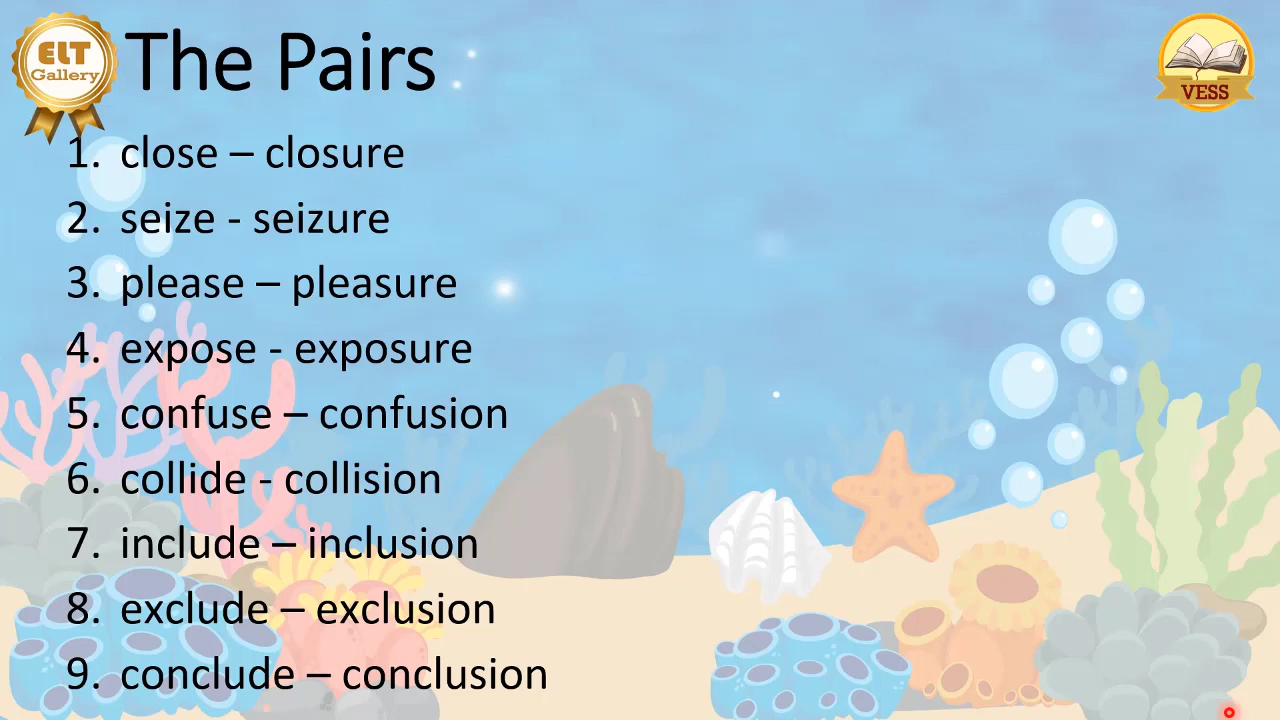 ELT
Gallery
The Pairs
VESS
1. close – closure
2. seize - seizure
3. please – pleasure
4. expose - exposure
5. confuse – confusion
6. collide - collision
7. include – inclusion
8. exclude – exclusion
9. conclude – conclusion